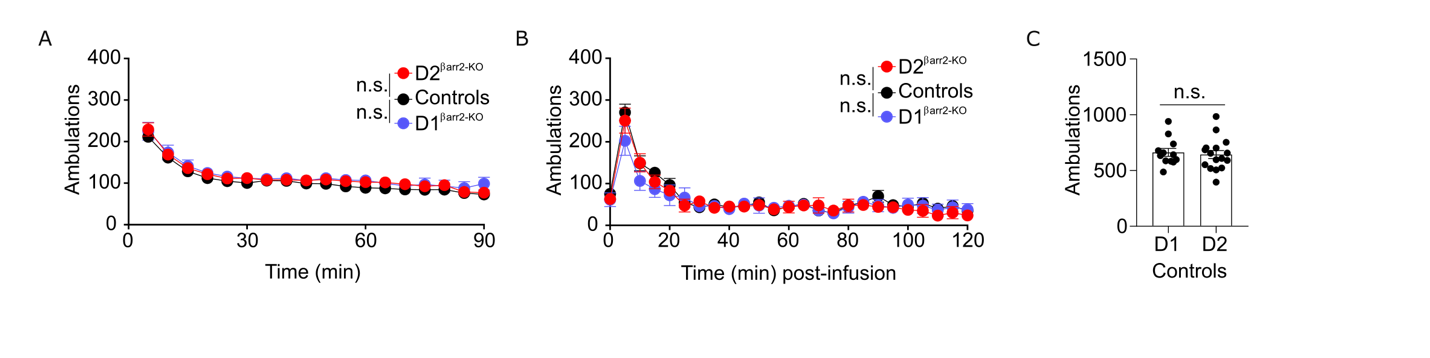 A
Ambulations
400
300
200
100
0
0
30
60
90
Time (min)
n.s.
n.s.
D2βarr2-KO
Controls
D1βarr2-KO
B
Ambulations
400
300
200
100
0
0
20
40
60
80
100
120
Time (min) post-infusion
n.s.
n.s.
D2βarr2-KO
Controls
D1βarr2-KO
C
Ambulations
1500
1000
500
0
n.s.
D1
D2
Controls